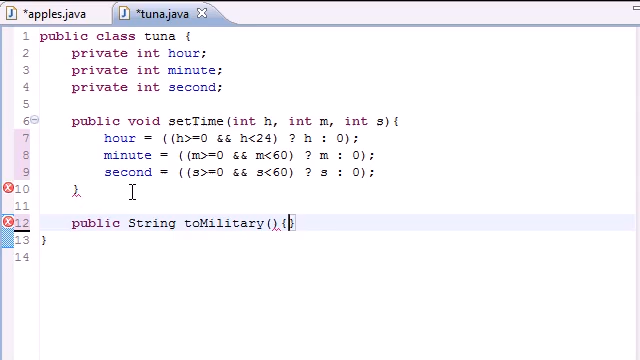 *apples.java *tuna.java
1 public class tuna {
2 private int hour;
3 private int minute;
4 private int second;
5
6 public void setTime(int h, int m, int s){
7 hour = ((h>=0 && h<24) ? h : 0);
8 minute = ((m>=0 && m<60) ? m : 0);
9 second = ((s>=0 && s<60) ? s : 0);
10 }
11
12 public String toMilitary(){}
13 }
14